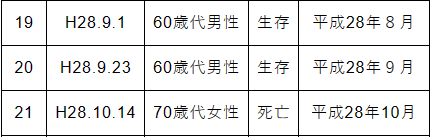 19 H28.9.1 60歳代男性 生存 平成28年８月
20 H28.9.23 60歳代男性 生存 平成28年９月
21 H28.10.14 70歳代女性 死亡 平成28年10月